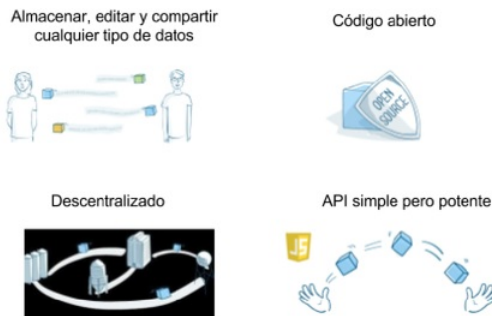 Almacenar, editar y compartir
cualquier tipo de datos
Código abierto
OPEN
SOURCE
Descentralizado
API simple pero potente
JS